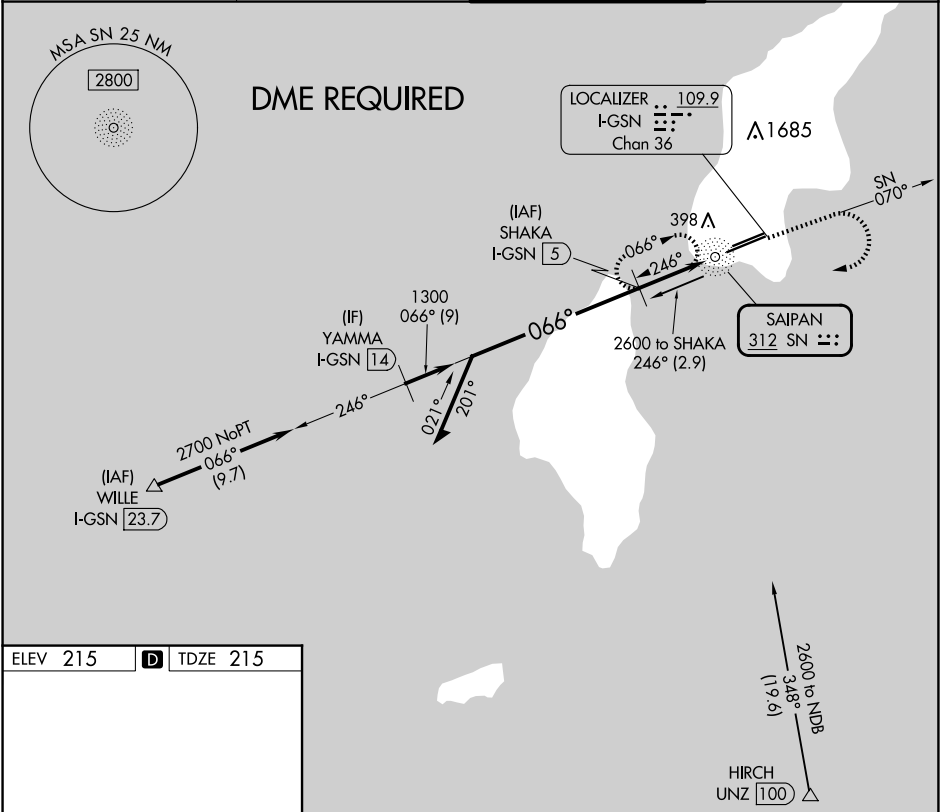 MSA SN 25 NM
2800
DME REQUIRED
LOCALIZER 109.9
I-GSN
Chan 36
1685
SN
070°
(IAF)
SHAKA
I-GSN 5
398
066°
246°
1300
066° (9)
(IF)
YAMMA
I-GSN 14
066°
2600 to SHAKA
246° (2.9)
SAIPAN
312 SN
246°
021°
201°
2700 NoPT
066°
(9.7)
(IAF)
WILLE
I-GSN 23.7
2600 to NDB
348°
(19.6)
HIRCH
UNZ 100
ELEV 215 D TDZE 215